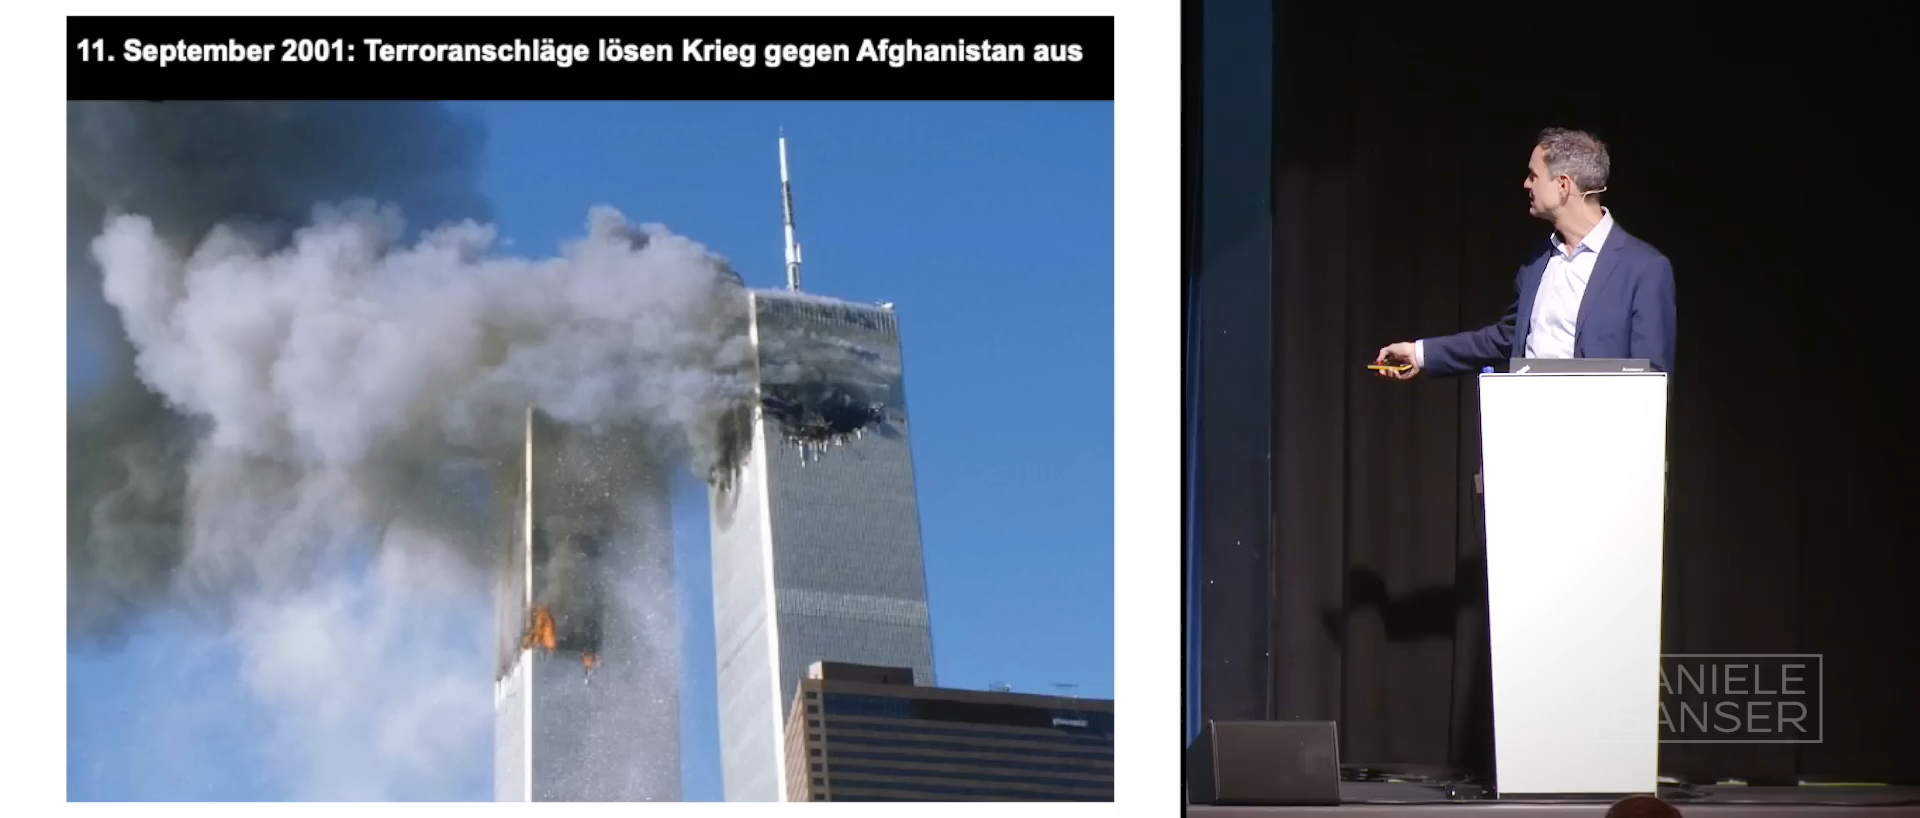 11. September 2001: Terroranschläge lösen Krieg gegen Afghanistan aus
ANIELE
ANSER